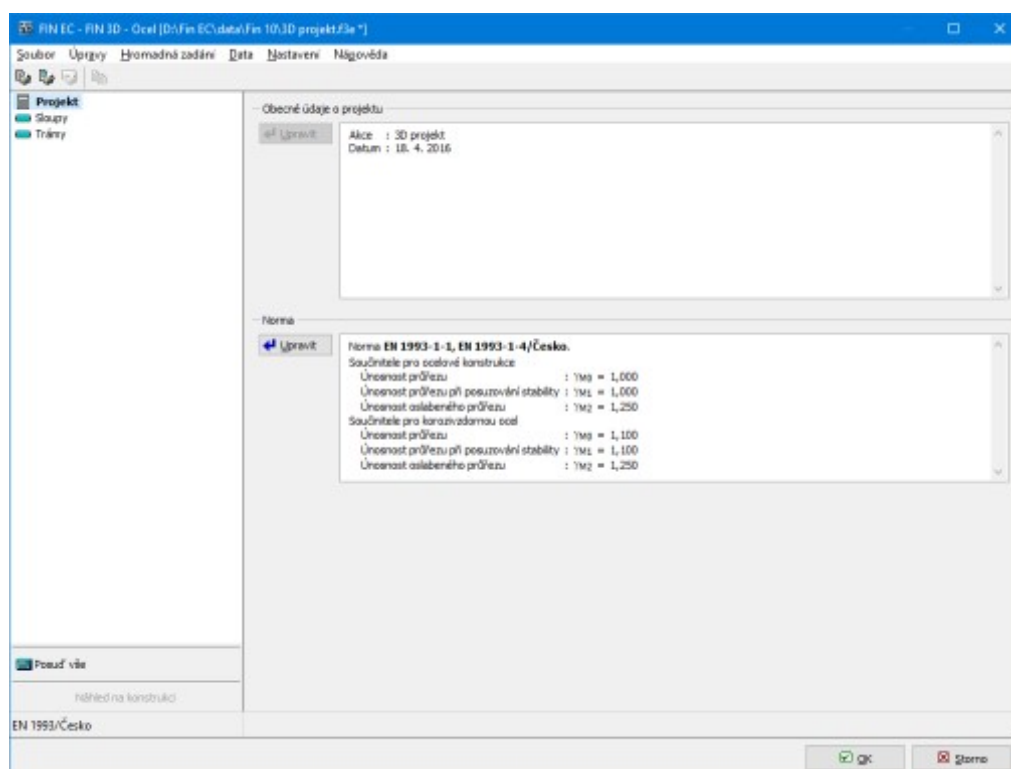 FIN EC - FIN 3D - Ocel [D:\Fin EC\data\Fin 10\3D projekt.f3e *]
Soubor Úpravy Hromadná zadání Data Nastavení Nápověda
Projekt
Sloupy
Trámy
Obecné údaje o projektu
Upravit
Akce : 3D projekt
Datum : 18. 4. 2016
Norma
Upravit
Norma EN 1993-1-1, EN 1993-1-4/Česko.
Součinitele pro ocelové konstrukce
Únosnost průřezu : γM0 = 1,000
Únosnost průřezu při posuzování stability : γM1 = 1,000
Únosnost oslabeného průřezu : γM2 = 1,250
Součinitele pro korozivzdornou ocel
Únosnost průřezu : γM0 = 1,100
Únosnost průřezu při posuzování stability : γM1 = 1,100
Únosnost oslabeného průřezu : γM2 = 1,250
Posuď vše
Náhled na konstrukci
EN 1993/Česko
OK
Storno